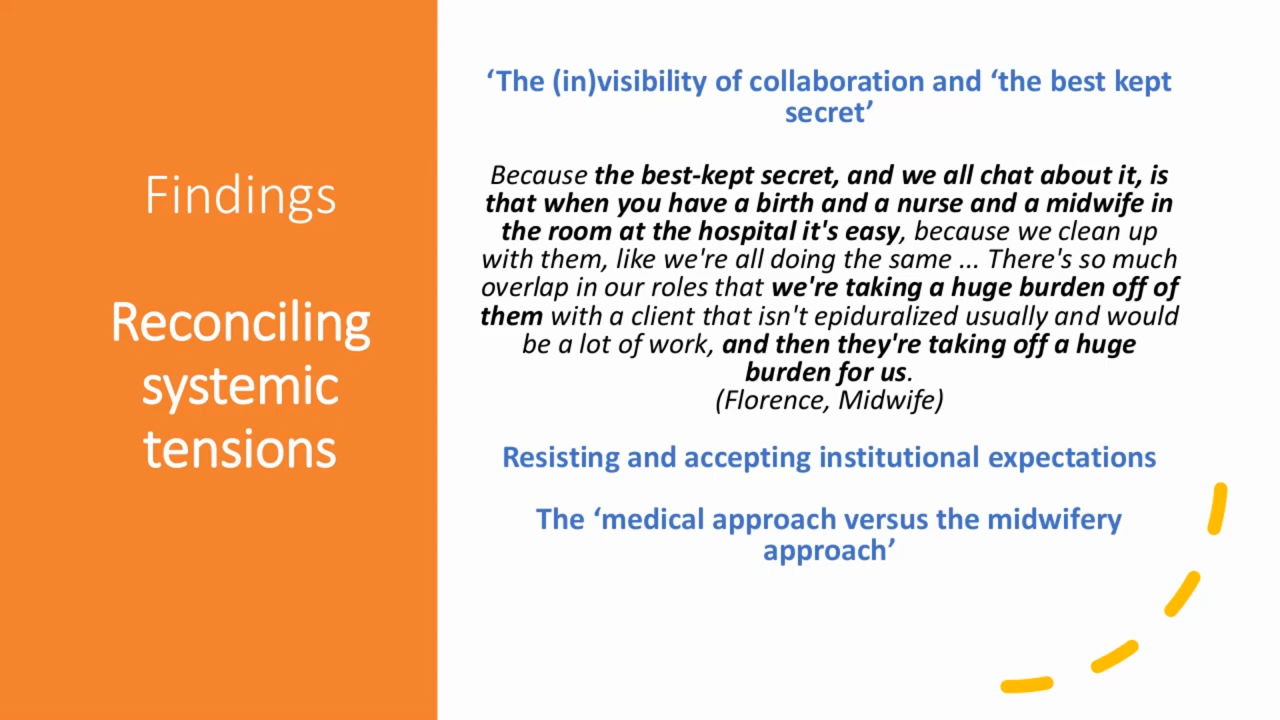 Findings
Reconciling
systemic
tensions
‘The (in)visibility of collaboration and ‘the best kept
secret’
Because the best-kept secret, and we all chat about it, is
that when you have a birth and a nurse and a midwife in
the room at the hospital it's easy, because we clean up
with them, like we're all doing the same ... There's so much
overlap in our roles that we're taking a huge burden off of
them with a client that isn't epiduralized usually and would
be a lot of work, and then they're taking off a huge
burden for us.
(Florence, Midwife)
Resisting and accepting institutional expectations
The ‘medical approach versus the midwifery
approach’